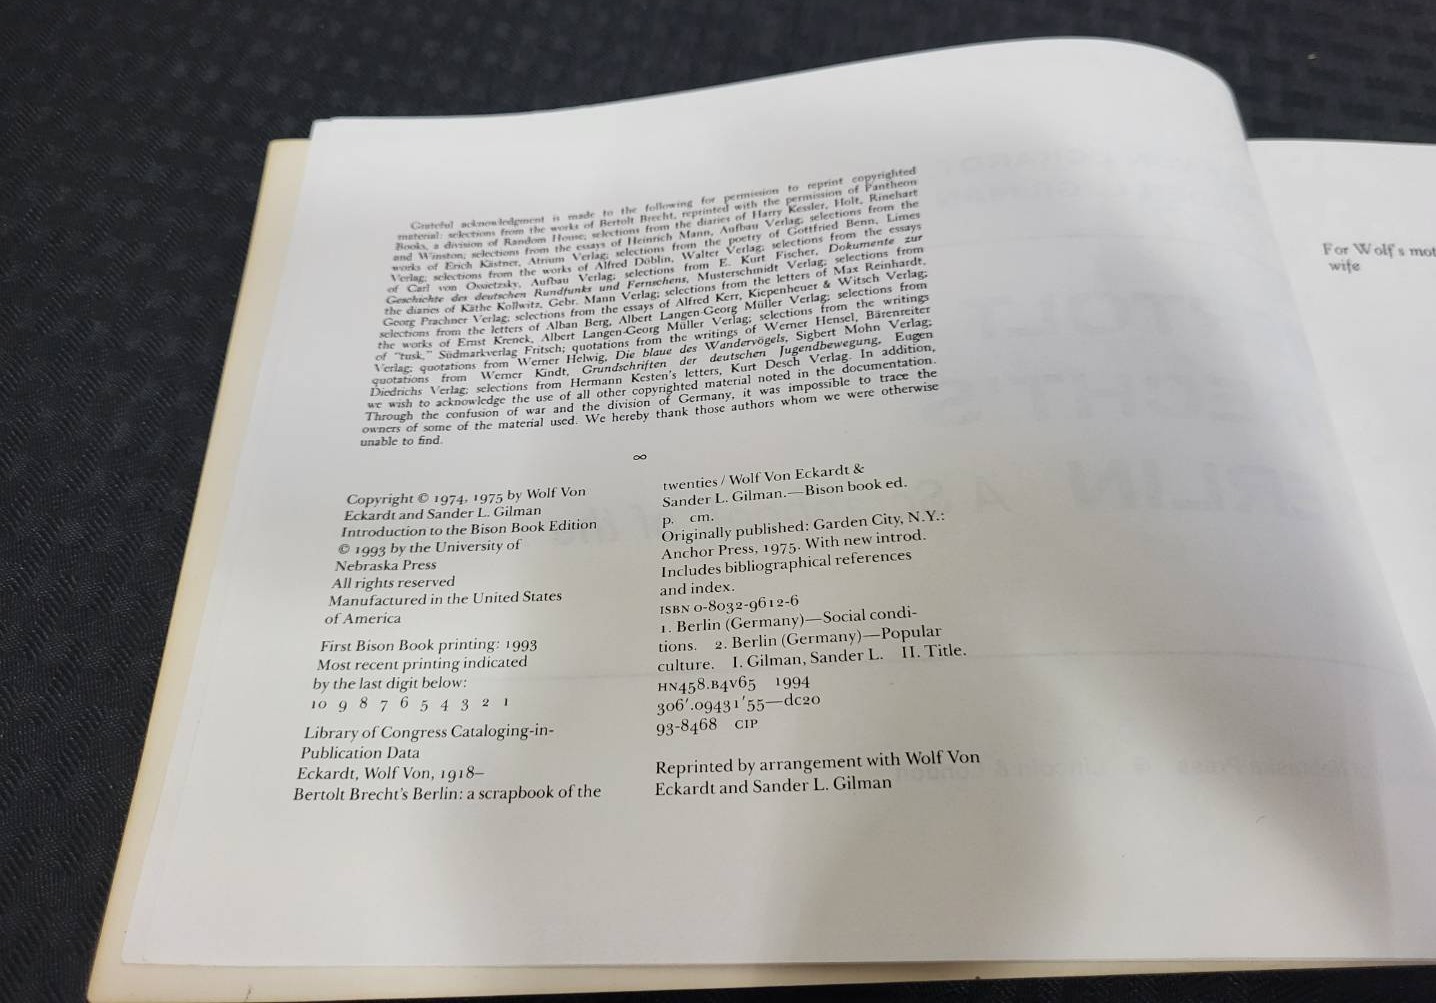 Grateful acknowledgment is made to the following for permission to reprint copyrighted
material: selections from the works of Bertolt Brecht, reprinted with the permission of Pantheon
Books, a division of Random House; selections from the diaries of Harry Kessler, Holt, Rinehart
and Winston; selections from the essays of Heinrich Mann, Aufbau Verlag; selections from the
works of Erich Kästner, Atrium Verlag; selections from the poetry of Gottfried Benn, Limes
Verlag; selections from the works of Alfred Döblin, Walter Verlag; selections from the essays
of Carl von Ossietzsky, Aufbau Verlag; selections from E. Kurt Fischer, Dokumente zur
Geschichte des deutschen Rundfunks und Fernsehens, Musterschmidt Verlag; selections from
the diaries of Käthe Kollwitz, Gebr. Mann Verlag; selections from the letters of Max Reinhardt,
Georg Prachner Verlag; selections from the essays of Alfred Kerr, Kiepenheuer & Witsch Verlag;
selections from the letters of Alban Berg, Albert Langen-Georg Müller Verlag; selections from
the works of Ernst Krenek, Albert Langen-Georg Müller Verlag; selections from the writings
of "tusk," Südmarkverlag Fritsch; quotations from the writings of Werner Hensel, Bärenreiter
Verlag; quotations from Werner Helwig, Die blaue des Wandervögels, Sigbert Mohn Verlag;
quotations from Werner Kindt, Grundschriften der deutschen Jugendbewegung, Eugen
Diedrichs Verlag; selections from Hermann Kesten's letters, Kurt Desch Verlag. In addition,
we wish to acknowledge the use of all other copyrighted material noted in the documentation.
Through the confusion of war and the division of Germany, it was impossible to trace the
owners of some of the material used. We hereby thank those authors whom we were otherwise
unable to find.
∞
Copyright © 1974, 1975 by Wolf Von
Eckardt and Sander L. Gilman
Introduction to the Bison Book Edition
© 1993 by the University of
Nebraska Press
All rights reserved
Manufactured in the United States
of America
First Bison Book printing: 1993
Most recent printing indicated
by the last digit below:
10 9 8 7 6 5 4 3 2 1
Library of Congress Cataloging-in-
Publication Data
Eckardt, Wolf Von, 1918–
Bertolt Brecht's Berlin: a scrapbook of the
twenties / Wolf Von Eckardt &
Sander L. Gilman.—Bison book ed.
p. cm.
Originally published: Garden City, N.Y.:
Anchor Press, 1975. With new introd.
Includes bibliographical references
and index.
ISBN 0-8032-9612-6
1. Berlin (Germany)—Social condi-
tions. 2. Berlin (Germany)—Popular
culture. I. Gilman, Sander L. II. Title.
HN458.B4V65 1994
306'.09431'55—dc20
93-8468 CIP
Reprinted by arrangement with Wolf Von
Eckardt and Sander L. Gilman
For Wolf's mot
wife